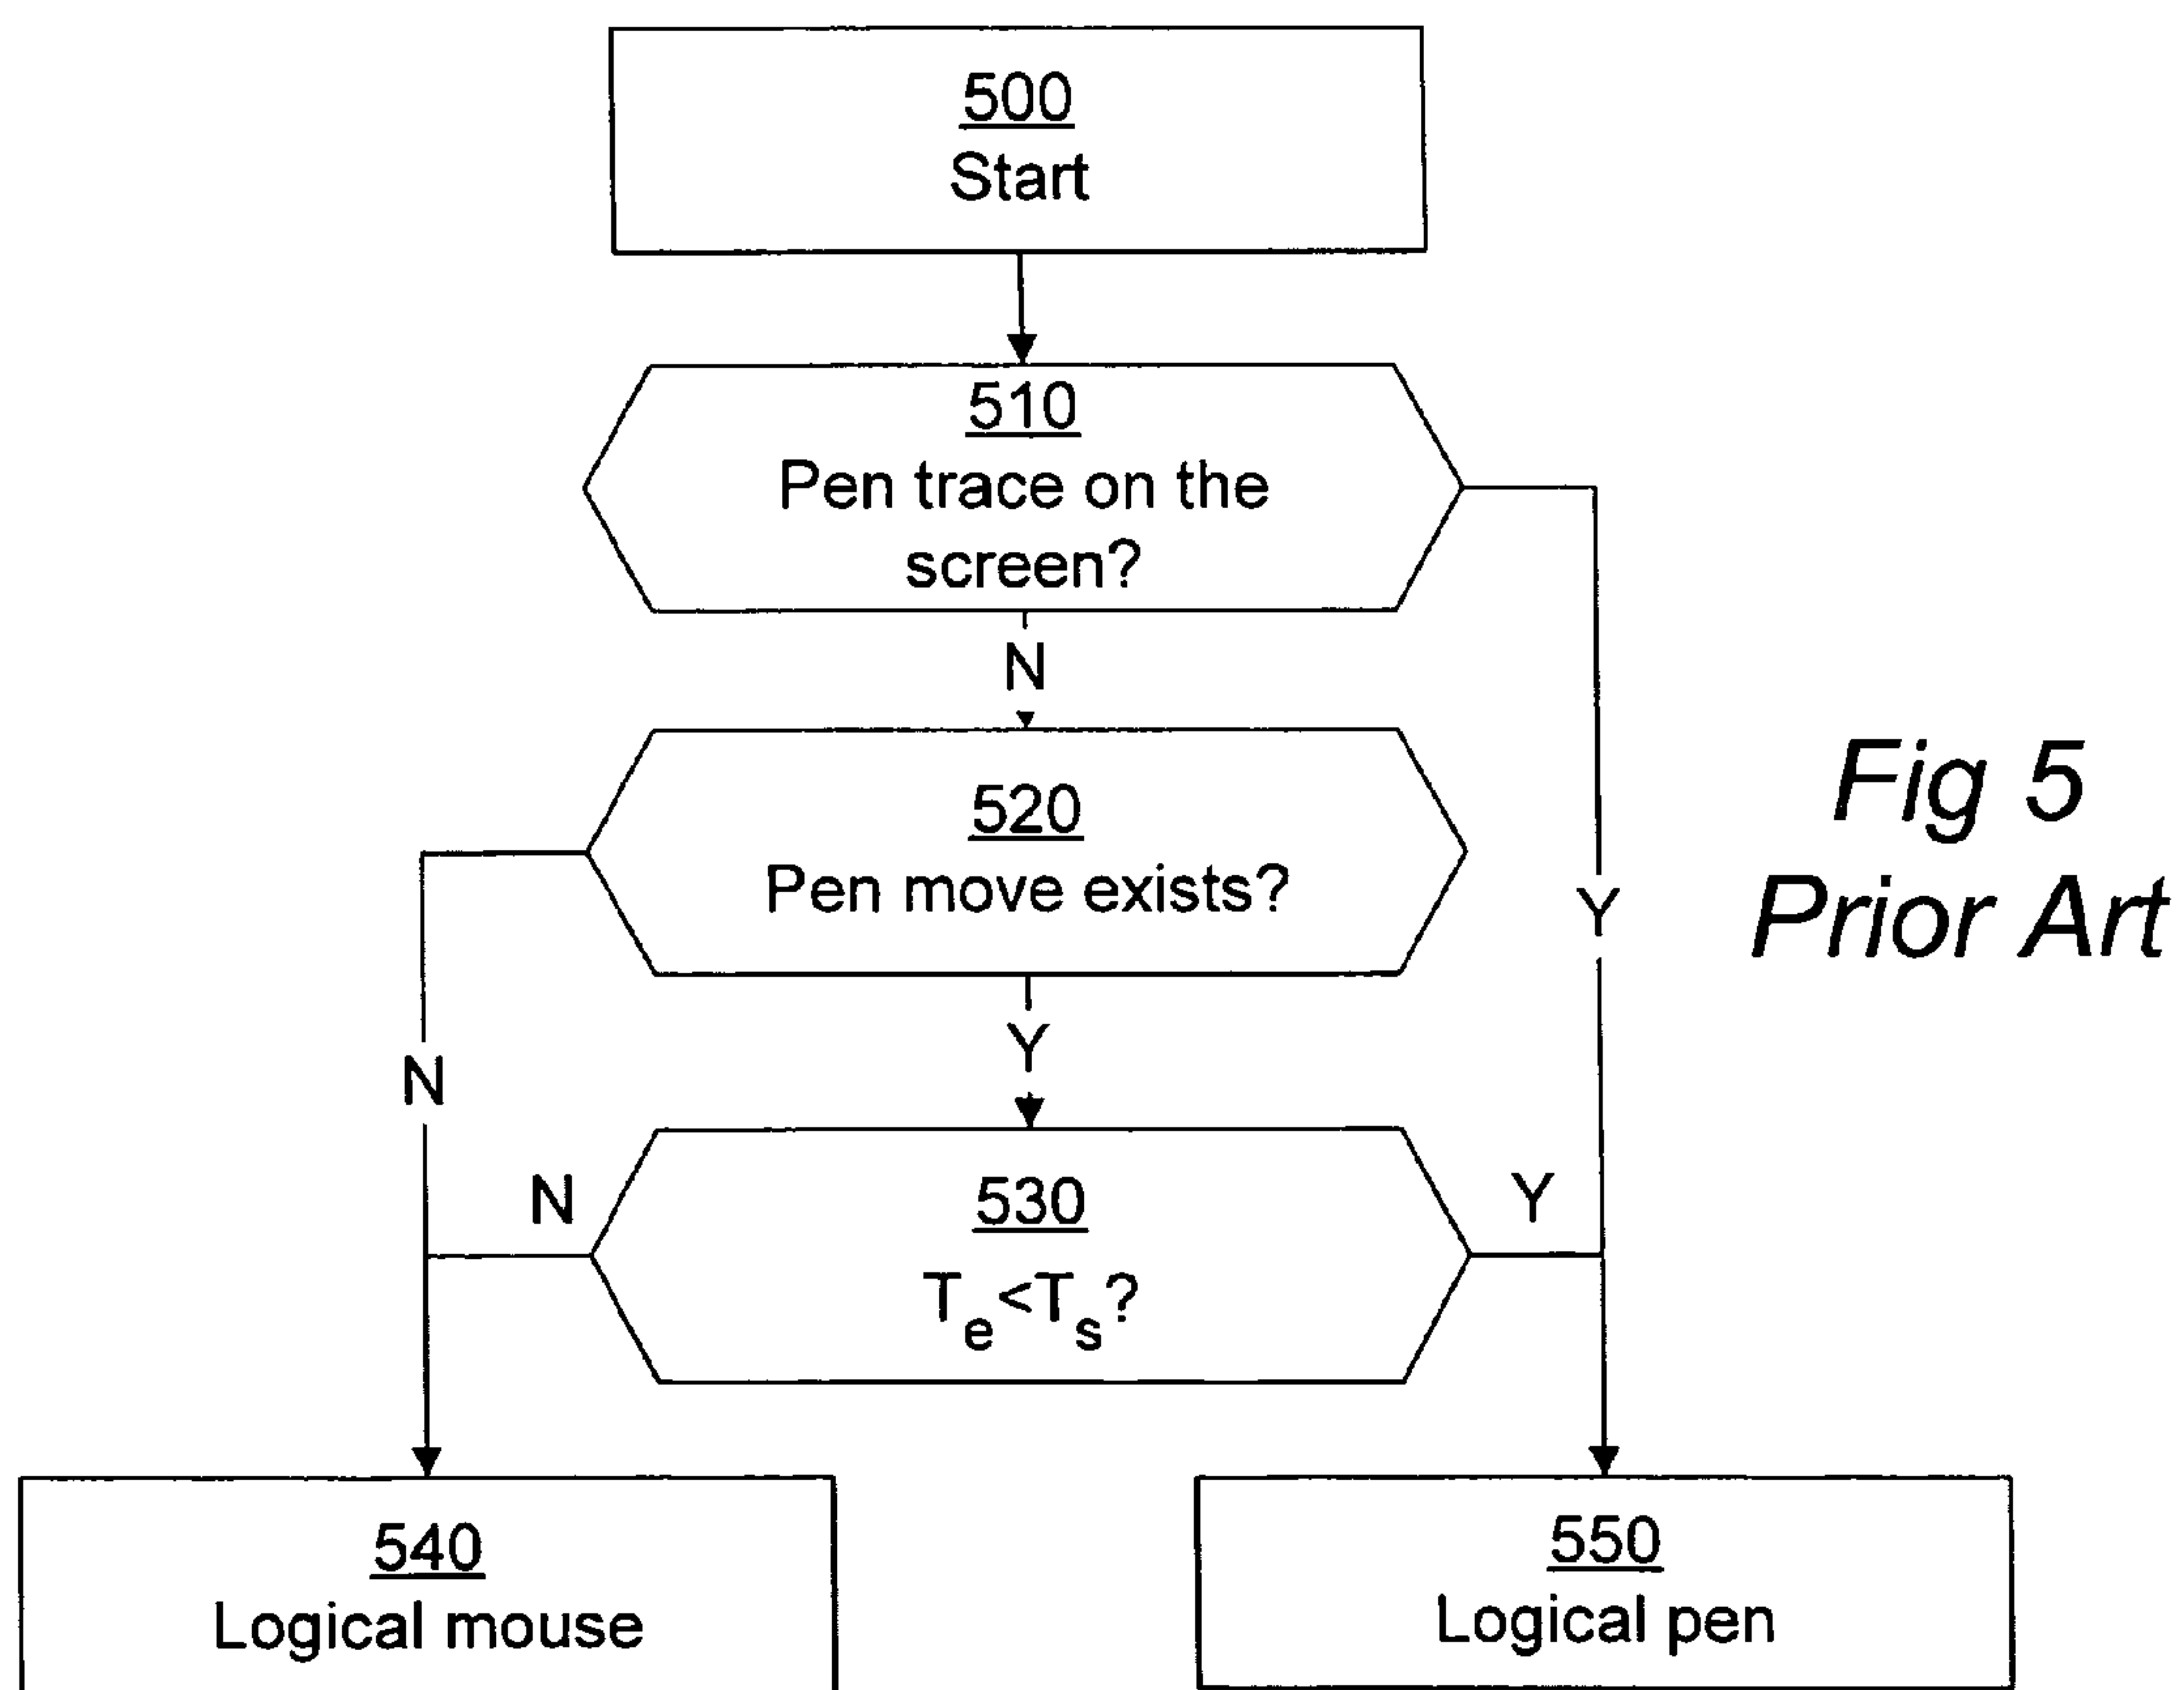 500
Start
510
Pen trace on the
screen?
N
520
Pen move exists?
Y
Fig 5
Prior Art
Y
N
N
530
Te<Ts?
Y
540
Logical mouse
550
Logical pen